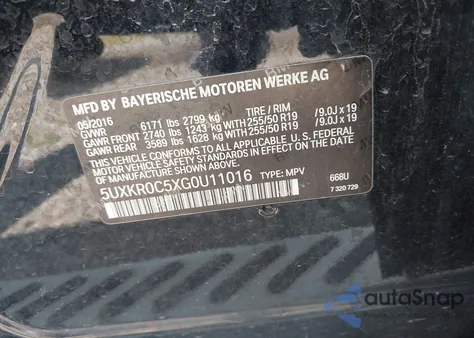 MFD BY BAYERISCHE MOTOREN WERKE AG
05/2016 6171 lbs 2799 kg TIRE / RIM
GVWR
GAWR FRONT 2740 lbs 1243 kg WITH 255/50 R19 / 9.0J x 19
GAWR REAR 3589 lbs 1628 kg WITH 255/50 R19 / 9.0J x 19
THIS VEHICLE CONFORMS TO ALL APPLICABLE FEDERAL
MOTOR VEHICLE SAFETY STANDARDS
IN EFFECT ON THE DATE OF
5UXKR0C5XG0U11016 TYPE: MPV 668U
7 320 729
autoSnap